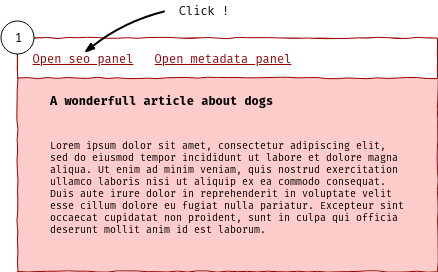 Click !
1
Open seo panel Open metadata panel
A wonderfull article about dogs
Lorem ipsum dolor sit amet, consectetur adipiscing elit,
sed do eiusmod tempor incididunt ut labore et dolore magna
aliqua. Ut enim ad minim veniam, quis nostrud exercitation
ullamco laboris nisi ut aliquip ex ea commodo consequat.
Duis aute irure dolor in reprehenderit in voluptate velit
esse cillum dolore eu fugiat nulla pariatur. Excepteur sint
occaecat cupidatat non proident, sunt in culpa qui officia
deserunt mollit anim id est laborum.